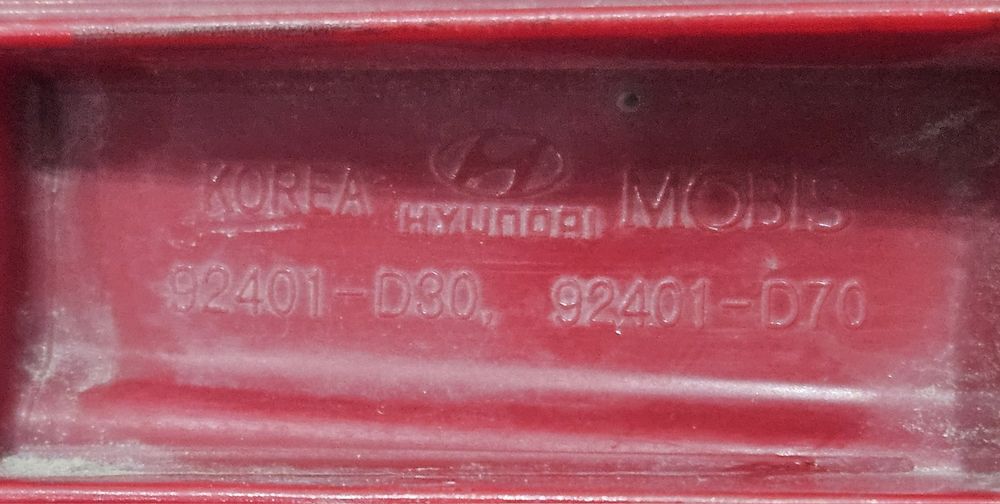 KOREA HYUNDAI MOBIS
92401-D30, 92401-D70